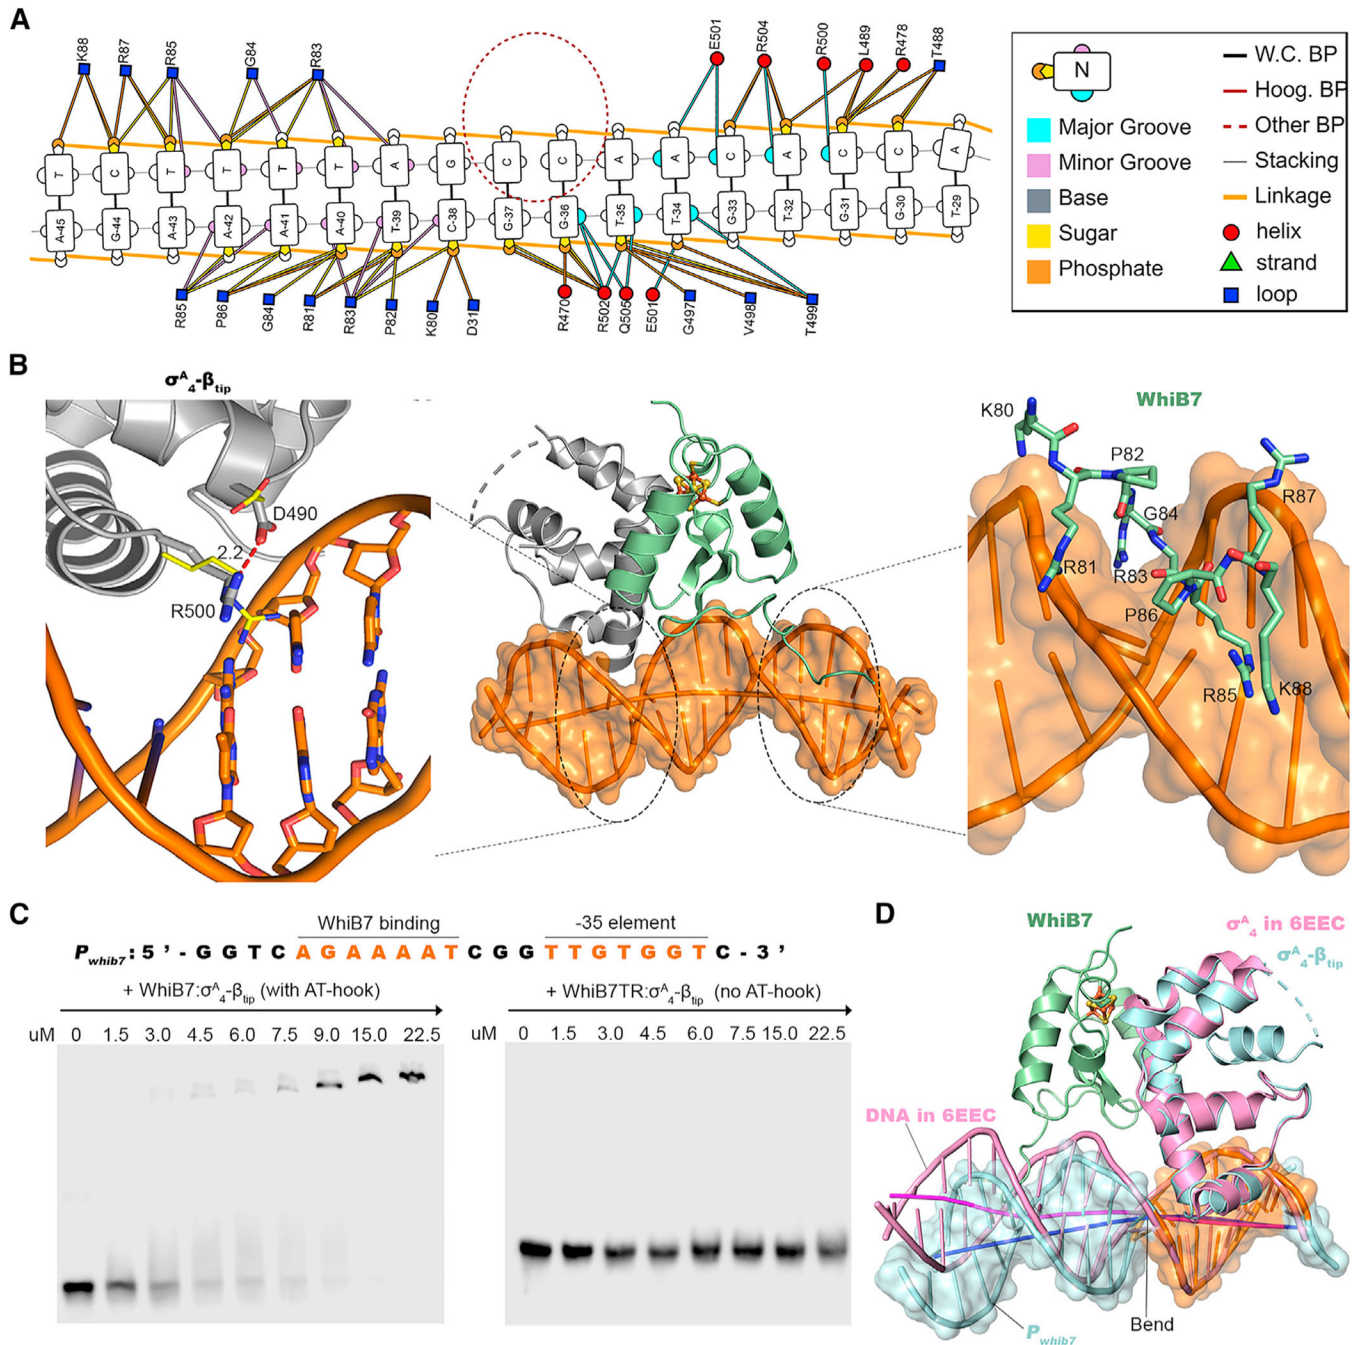 A
K88 R87 R85 G84 R83 E501 R504 R500 L489 R478 T488
T C T T T T A G C C A A C A C C A
A-45 G-44 A-43 A-42 A-41 A-40 T-39 C-38 G-37 G-36 T-35 T-34 G-33 T-32 G-31 G-30 T-29
R85 P86 G84 R81 R83 P82 K80 D31 R470 R502 Q505 E501 G497 V498 T499
N
Major Groove
Minor Groove
Base
Sugar
Phosphate
W.C. BP
Hoog. BP
Other BP
Stacking
Linkage
helix
strand
loop
B
σᴬ₄-βtip
D490
2.2
R500
WhiB7
K80
P82
R87
G84
R81
R83
P86
R85
K88
C
WhiB7 binding -35 element
Pwhib7: 5 ’ - G G T C A G A A A A T C G G T T G T G G T C - 3 ’
+ WhiB7:σᴬ₄-βtip (with AT-hook)
uM 0 1.5 3.0 4.5 6.0 7.5 9.0 15.0 22.5
+ WhiB7TR:σᴬ₄-βtip (no AT-hook)
uM 0 1.5 3.0 4.5 6.0 7.5 15.0 22.5
D
WhiB7
σᴬ₄ in 6EEC
σᴬ₄-βtip
DNA in 6EEC
Bend
Pwhib7